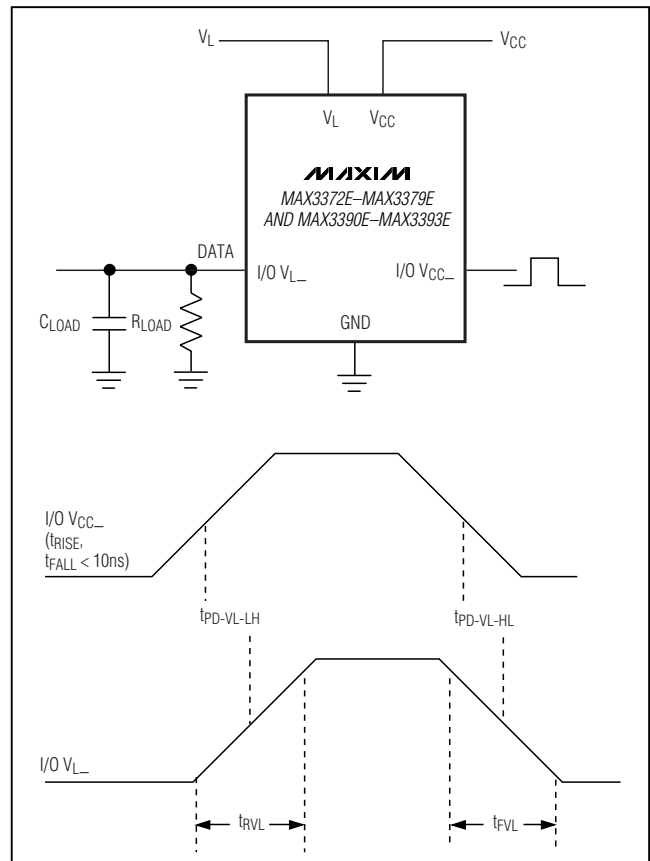 VL VCC
VL VCC
MAXIM
MAX3372E–MAX3379E
AND MAX3390E–MAX3393E
DATA
I/O VL_ I/O VCC_
CLOAD RLOAD
GND
I/O VCC_
(tRISE,
tFALL < 10ns)
tPD-VL-LH tPD-VL-HL
I/O VL_
tRVL tFVL